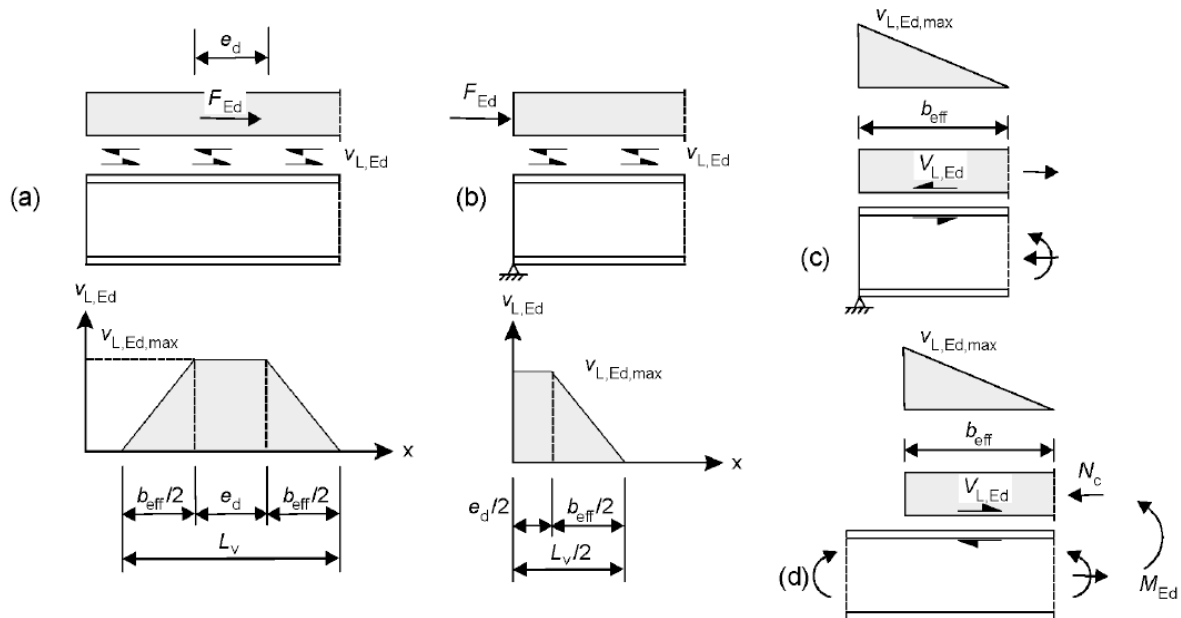 (a)
e_d
F_Ed
v_L,Ed
v_L,Ed
v_L,Ed,max
x
b_eff/2
e_d
b_eff/2
L_v
(b)
F_Ed
v_L,Ed
v_L,Ed
v_L,Ed,max
x
e_d/2
b_eff/2
L_v/2
(c)
v_L,Ed,max
b_eff
V_L,Ed
(d)
v_L,Ed,max
b_eff
V_L,Ed
N_c
M_Ed